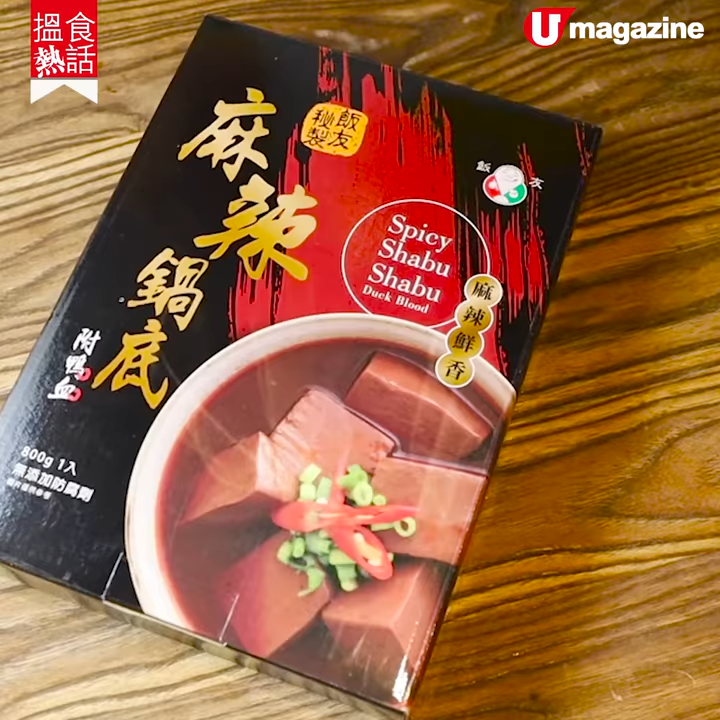 搵食
熱話
U magazine
飯友
秘製
麻辣鍋底
附鴨血
飯友
Spicy
Shabu
Shabu
Duck Blood
麻辣鮮香
800g 1入
無添加防腐劑